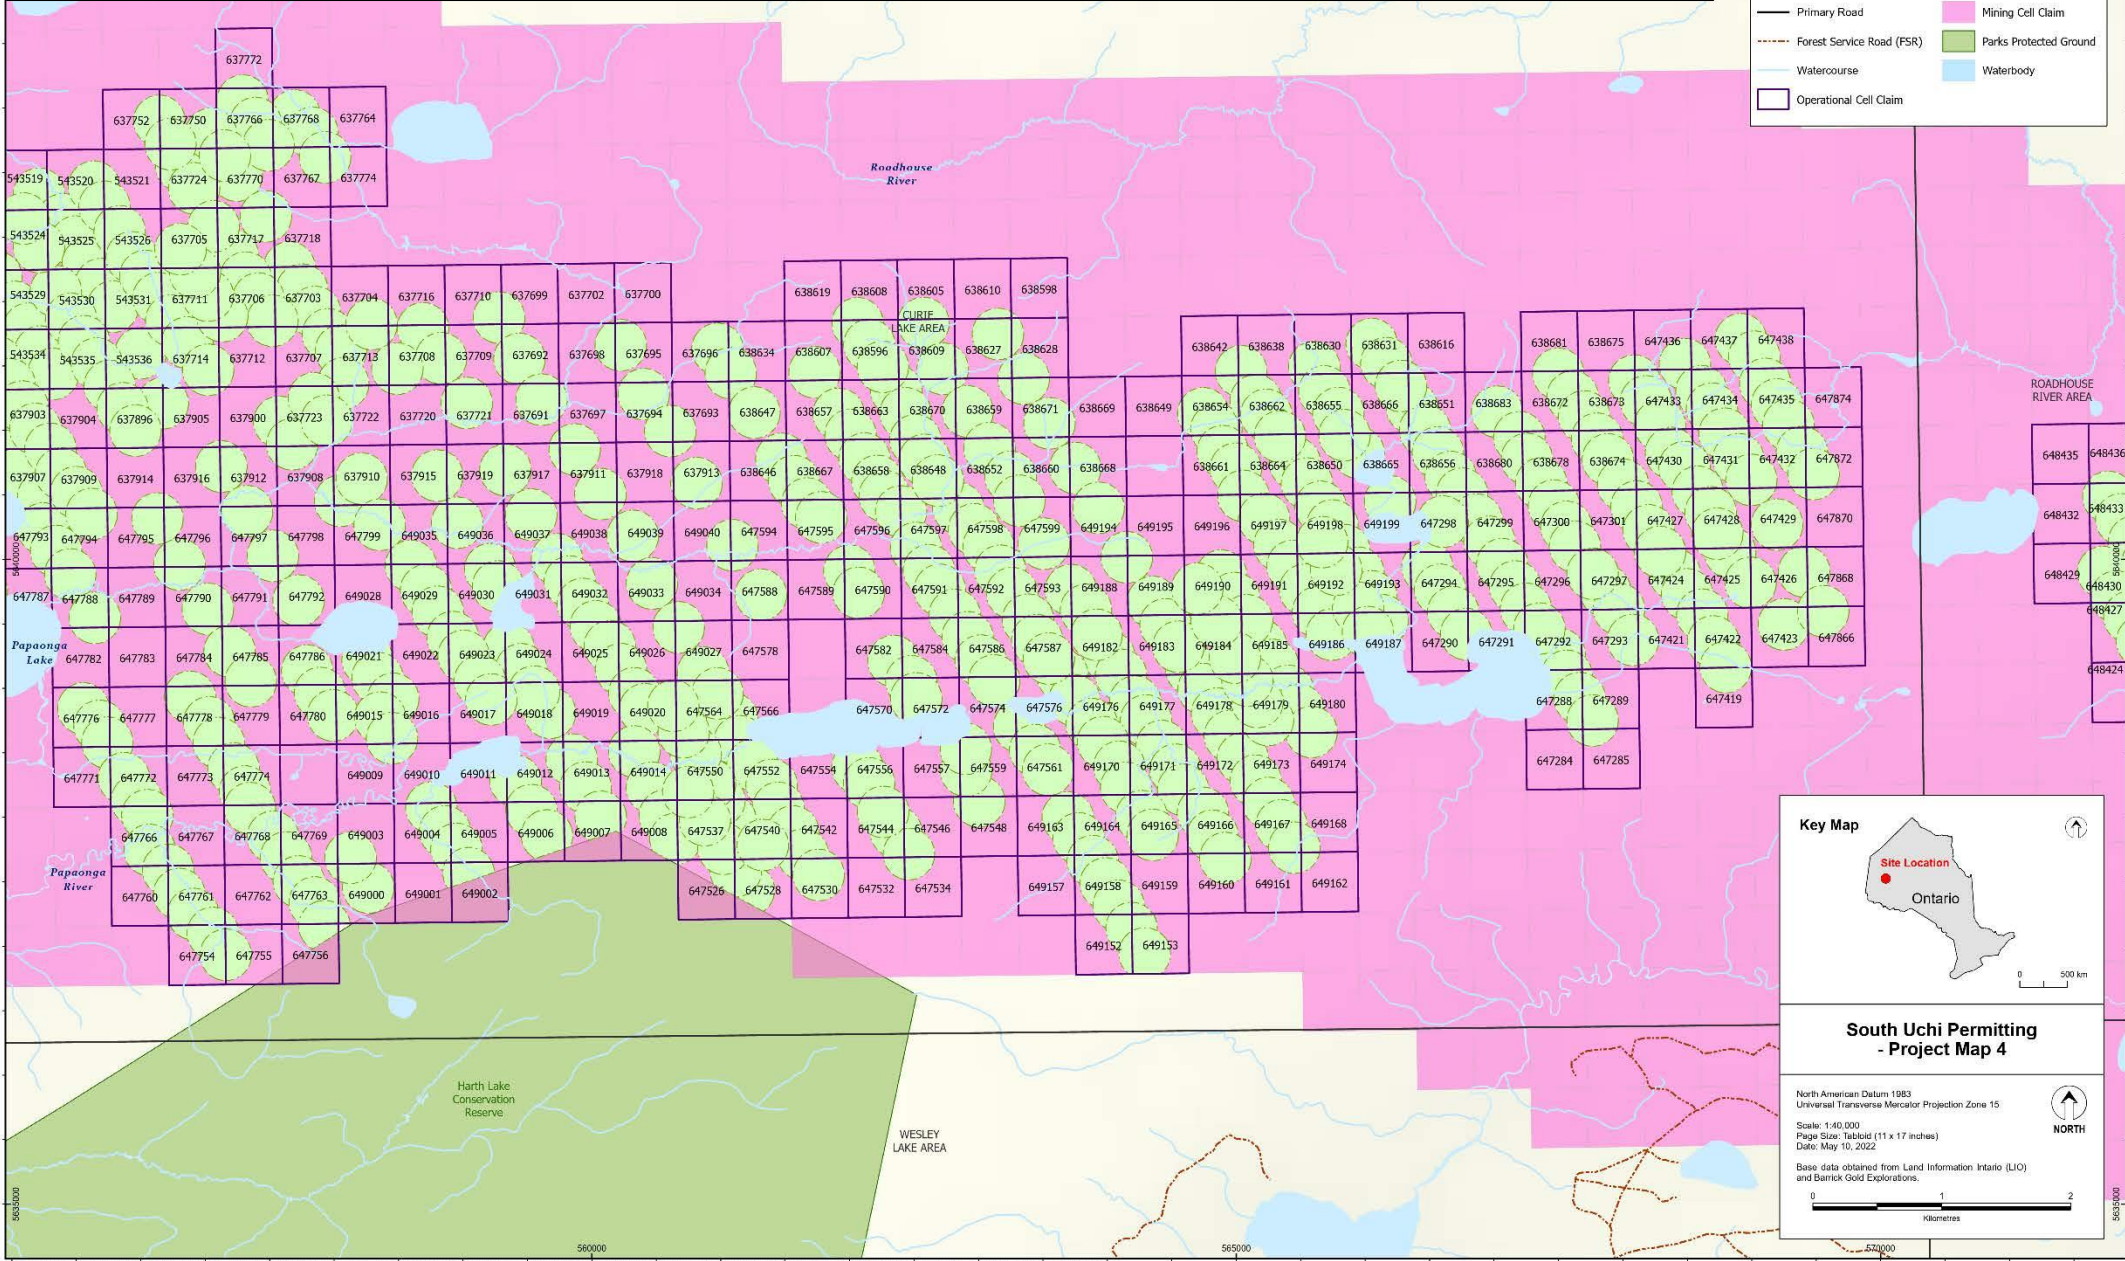 Primary Road
Mining Cell Claim
Forest Service Road (FSR)
Parks Protected Ground
Watercourse
Waterbody
Operational Cell Claim
637772
637752 637750 637766 637768 637764
Roadhouse
River
543519 543520 543521 637724 637770 637767 637774
543524 543525 543526 637705 637717 637718
543529 543530 543531 637711 637706 637703 637704 637716 637710 637699 637702 637700 638619 638608 638605 638610 638598
CURIE
LAKE AREA
543534 543535 543536 637714 637712 637707 637713 637708 637709 637692 637698 637695 637696 638634 638607 638596 638609 638627 638628 638642 638638 638630 638631 638616 638681 638675 647436 647437 647438
ROADHOUSE
RIVER AREA
637903 637904 637896 637905 637900 637723 637722 637720 637721 637691 637697 637694 637693 638647 638657 638663 638670 638659 638671 638669 638649 638654 638662 638655 638666 638651 638683 638672 638673 647433 647434 647435 647874
637907 637909 637914 637916 637912 637908 637910 637915 637919 637917 637911 637918 637913 638646 638667 638658 638648 638652 638660 638668 638661 638664 638650 638665 638656 638680 638678 638674 647430 647431 647432 647872 648435 648436
647793 647794 647795 647796 647797 647798 647799 649035 649036 649037 649038 649039 649040 647594 647595 647596 647597 647598 647599 649194 649195 649196 649197 649198 649199 647298 647299 647300 647301 647427 647428 647429 647870 648432 648433
5640000
5640000
647787 647788 647789 647790 647791 647792 649028 649029 649030 649031 649032 649033 649034 647588 647589 647590 647591 647592 647593 649188 649189 649190 649191 649192 649193 647294 647295 647296 647297 647424 647425 647426 647868 648429 648430
648427
Papaonga
Lake
647782 647783 647784 647785 647786 649021 649022 649023 649024 649025 649026 649027 647578 647582 647584 647586 647587 649182 649183 649184 649185 649186 649187 647290 647291 647292 647293 647421 647422 647423 647866 648424
647776 647777 647778 647779 647780 649015 649016 649017 649018 649019 649020 647564 647566 647570 647572 647574 647576 649176 649177 649178 649179 649180 647288 647289 647419
647771 647772 647773 647774 649009 649010 649011 649012 649013 649014 647550 647552 647554 647556 647557 647559 647561 649170 649171 649172 649173 649174 647284 647285
647766 647767 647768 647769 649003 649004 649005 649006 649007 649008 647537 647540 647542 647544 647546 647548 649163 649164 649165 649166 649167 649168
Papaonga
River
647760 647761 647762 647763 649000 649001 649002 647526 647528 647530 647532 647534 649157 649158 649159 649160 649161 649162
647754 647755 647756 649152 649153
Key Map
Site Location
Ontario
0 500 km
South Uchi Permitting
- Project Map 4
Harth Lake
Conservation
Reserve
WESLEY
LAKE AREA
North American Datum 1983
Universal Transverse Mercator Projection Zone 15
Scale: 1:40,000
Page Size: Tabloid (11 x 17 inches)
Date: May 10, 2022
NORTH
Base data obtained from Land Information Intario (LIO)
and Barrick Gold Explorations.
0 1 2
Kilometres
5635000
5635000
560000 565000 570000